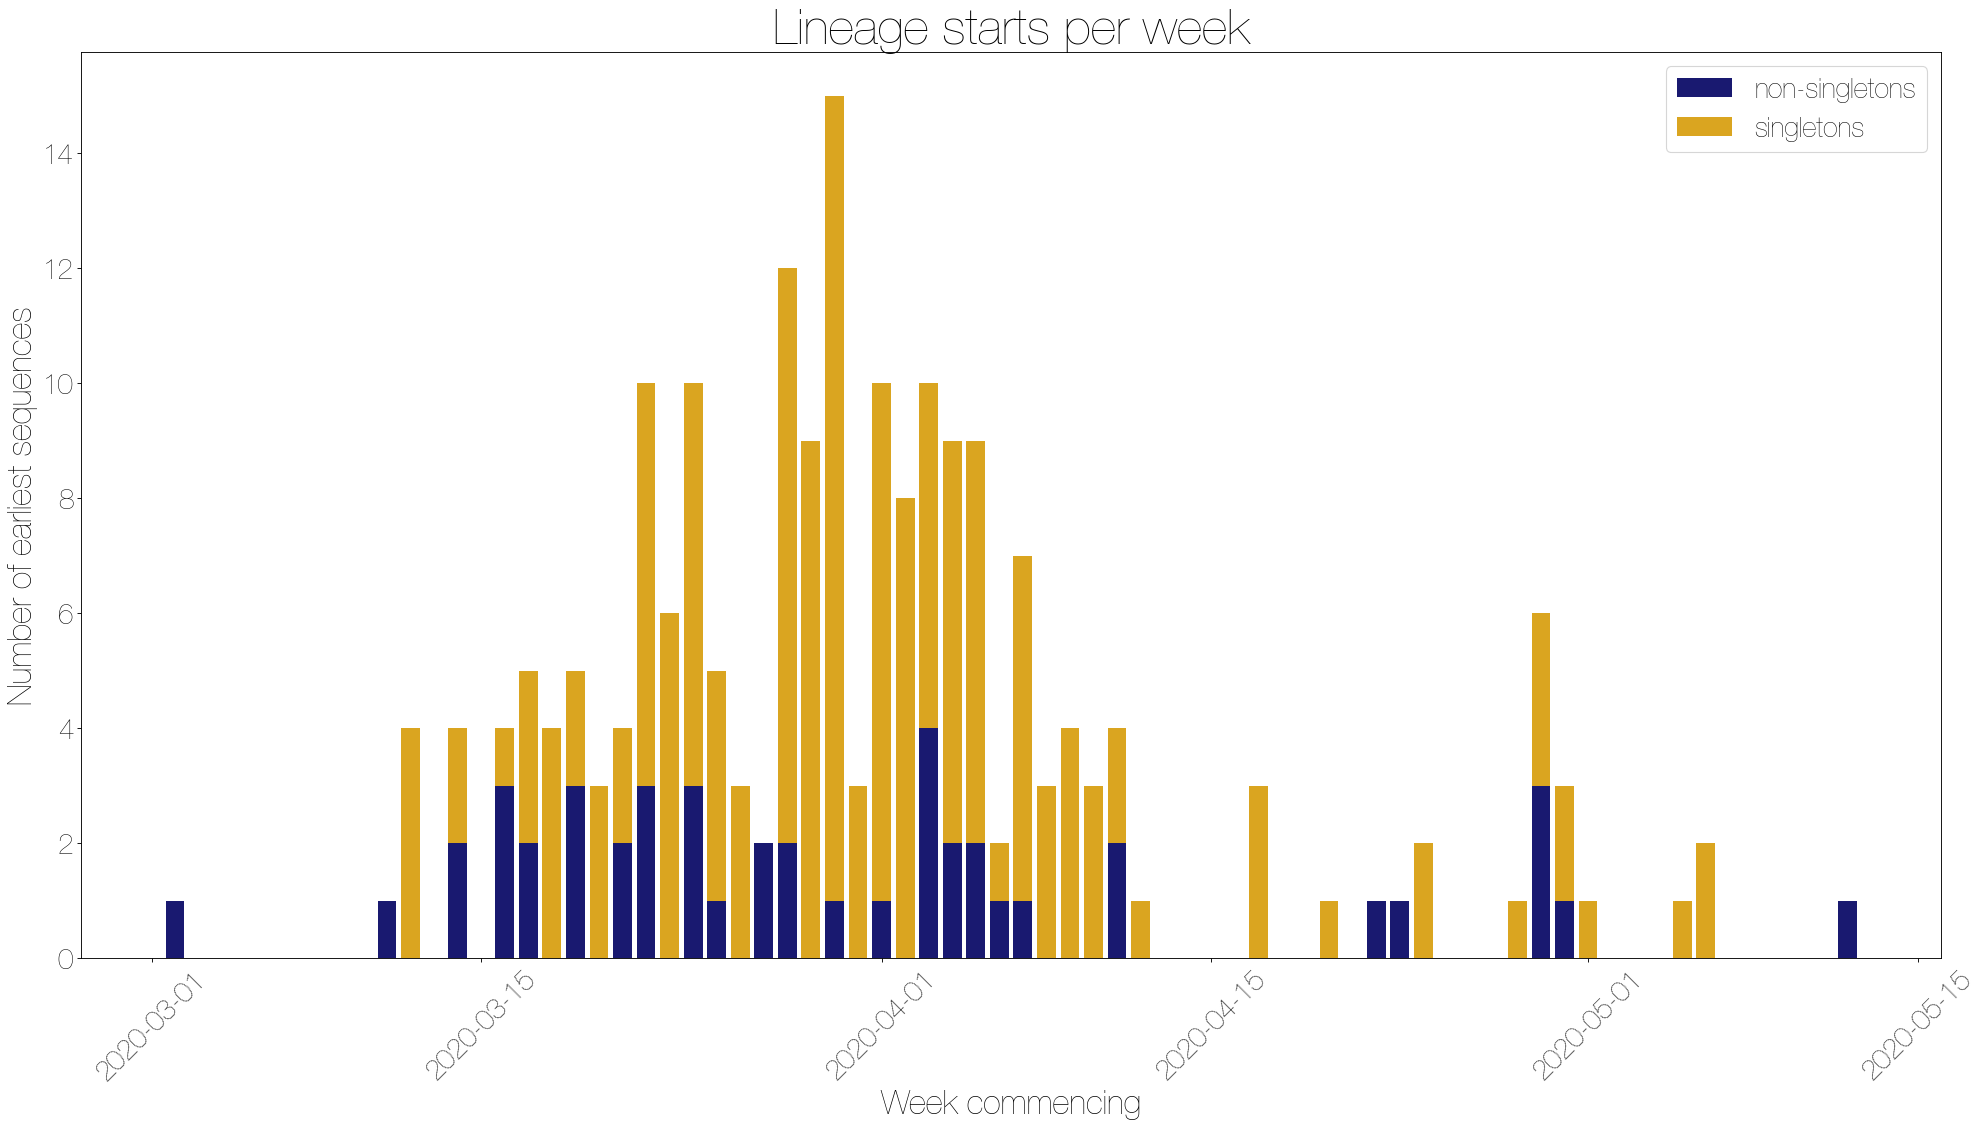 Lineage starts per week
non-singletons
singletons
Number of earliest sequences
14
12
10
8
6
4
2
0
2020-03-01
2020-03-15
2020-04-01
2020-04-15
2020-05-01
2020-05-15
Week commencing